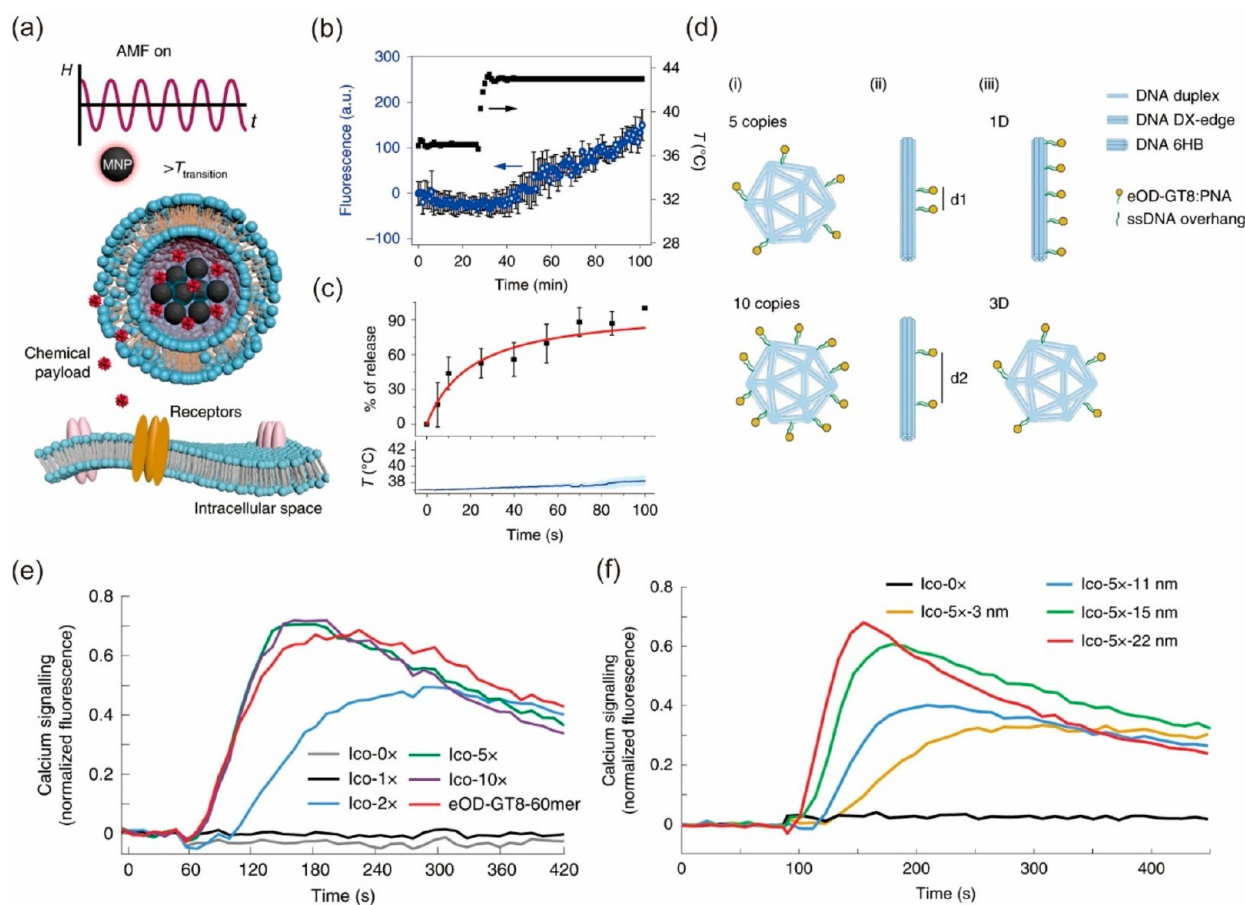 (a)
AMF on
H
t
MNP
>Ttransition
Chemical
payload
Receptors
Intracellular space
(b)
Fluorescence (a.u.)
300
200
100
0
−100
44
40
36
32
28
T (°C)
0
20
40
60
80
100
Time (min)
(c)
% of release
90
60
30
0
T (°C)
42
38
0
20
40
60
80
100
Time (s)
(d)
(i)
(ii)
(iii)
5 copies
1D
d1
DNA duplex
DNA DX-edge
DNA 6HB
eOD-GT8:PNA
ssDNA overhang
10 copies
3D
d2
(e)
Calcium signalling
(normalized fluorescence)
0.8
0.6
0.4
0.2
0
Ico-0×
Ico-1×
Ico-2×
Ico-5×
Ico-10×
eOD-GT8-60mer
0
60
120
180
240
300
360
420
Time (s)
(f)
Calcium signalling
(normalized fluorescence)
0.8
0.6
0.4
0.2
0
Ico-0×
Ico-5×-3 nm
Ico-5×-11 nm
Ico-5×-15 nm
Ico-5×-22 nm
0
100
200
300
400
Time (s)